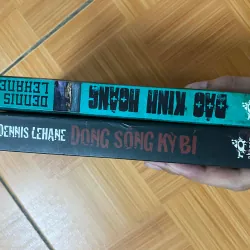 DENNIS LEHANE
ĐẢO KINH HOÀNG
DENNIS LEHANE DÒNG SÔNG KỲ BÍ